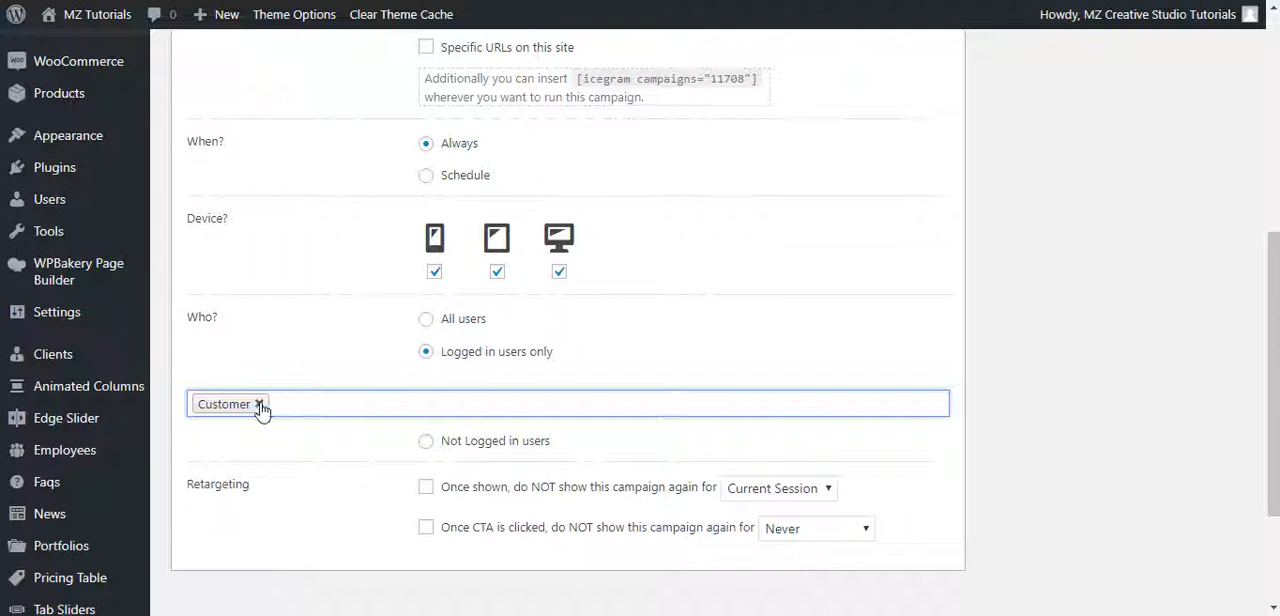 MZ Tutorials
0
New
Theme Options
Clear Theme Cache
Howdy, MZ Creative Studio Tutorials
WooCommerce
Products
Appearance
Plugins
Users
Tools
WPBakery Page
Builder
Settings
Clients
Animated Columns
Edge Slider
Employees
Faqs
News
Portfolios
Pricing Table
Tab Sliders
Specific URLs on this site
Additionally you can insert [icegram campaigns="11708"]
wherever you want to run this campaign.
When?
Always
Schedule
Device?
Who?
All users
Logged in users only
Customer
Not Logged in users
Retargeting
Once shown, do NOT show this campaign again for Current Session
Once CTA is clicked, do NOT show this campaign again for Never